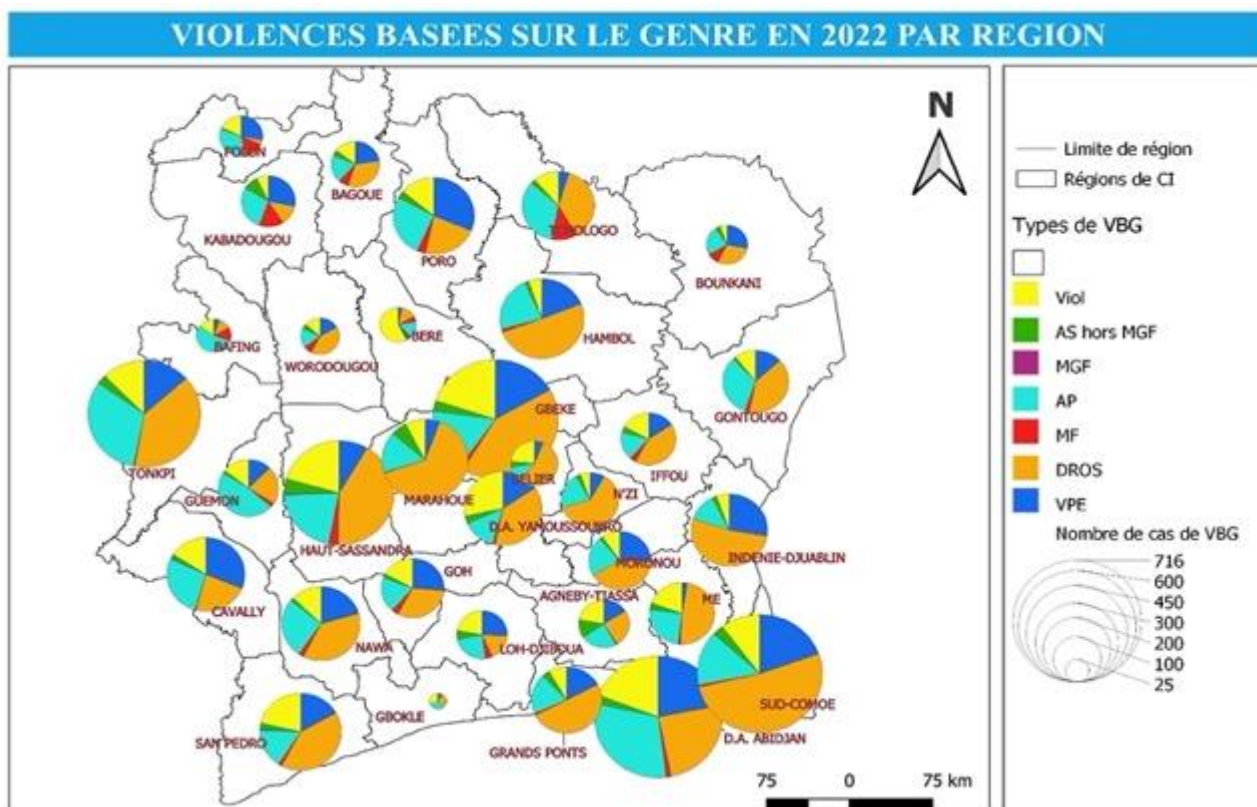 VIOLENCES BASEES SUR LE GENRE EN 2022 PAR REGION
N
FOLON
BAGOUE
KABADOUGOU
PORO
TCHOLOGO
BOUNKANI
BAFING
WORODOUGOU
BERE
HAMBOL
GONTOUGO
TONKPI
GBEKE
IFFOU
GUEMON
MARAHOUE
BELIER
N'ZI
HAUT-SASSANDRA
D.A. YAMOUSSOUKRO
INDENIE-DJUABLIN
MORONOU
GOH
CAVALLY
AGNEBY-TIASSA
ME
NAWA
LOH-DJIBOUA
GBOKLE
SUD-COMOE
SAN PEDRO
GRANDS PONTS
D.A. ABIDJAN
75 0 75 km
Limite de région
Régions de CI
Types de VBG
Viol
AS hors MGF
MGF
AP
MF
DROS
VPE
Nombre de cas de VBG
716
600
450
300
200
100
25